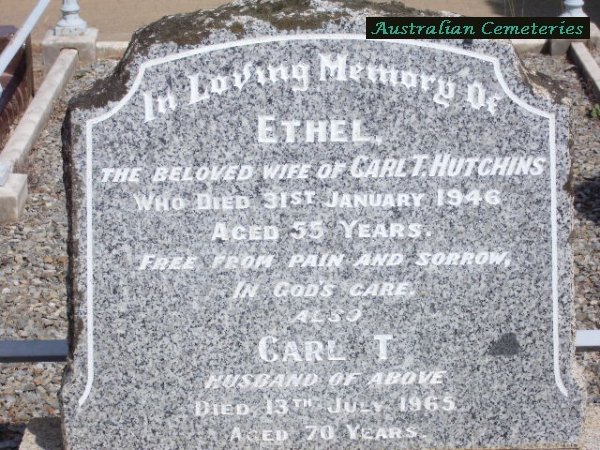 Australian Cemeteries
In Loving Memory Of
ETHEL.
THE BELOVED WIFE OF CARL T. HUTCHINS
WHO DIED 31ST JANUARY 1946
AGED 55 YEARS.
FREE FROM PAIN AND SORROW,
IN GOD'S CARE.
ALSO
CARL T
HUSBAND OF ABOVE
DIED 13TH JULY 1965
AGED 70 YEARS.